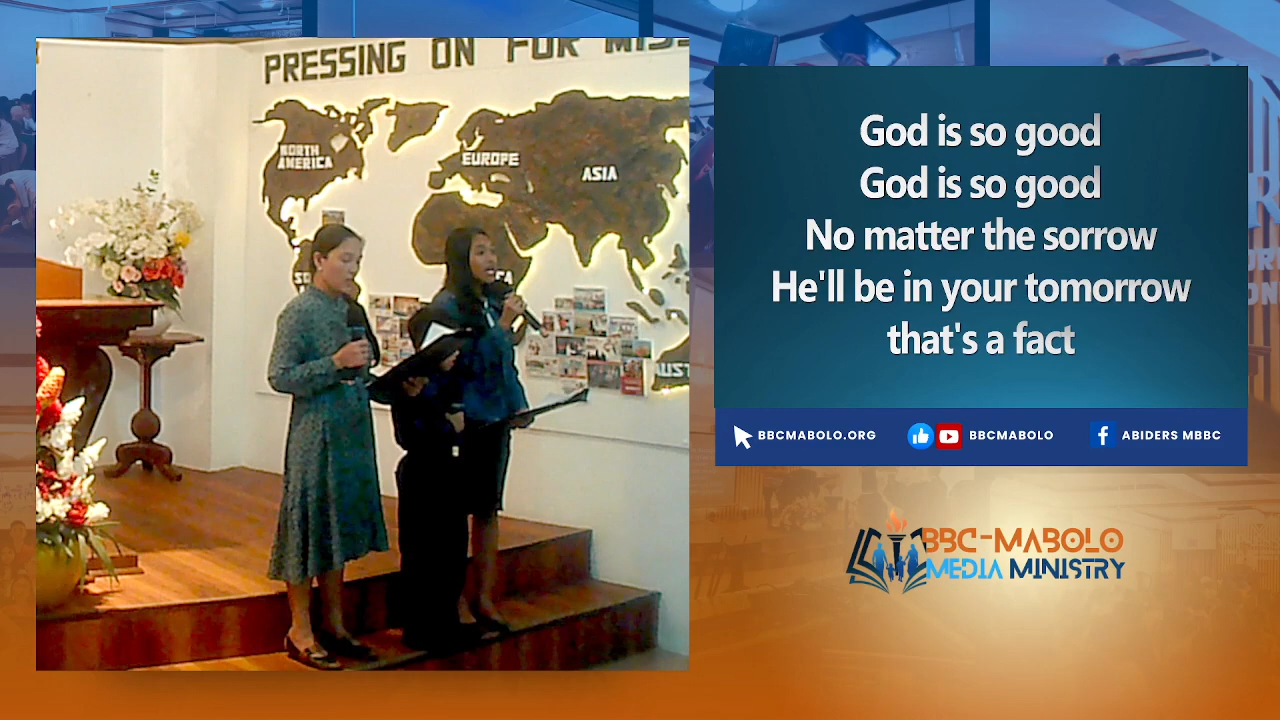 PRESSING ON FOR MISS
NORTH
AMERICA
EUROPE
ASIA
God is so good
God is so good
No matter the sorrow
He'll be in your tomorrow
that's a fact
BBCMABOLO.ORG
BBCMABOLO
ABIDERS MBBC
BBC-MABOLO
MEDIA MINISTRY